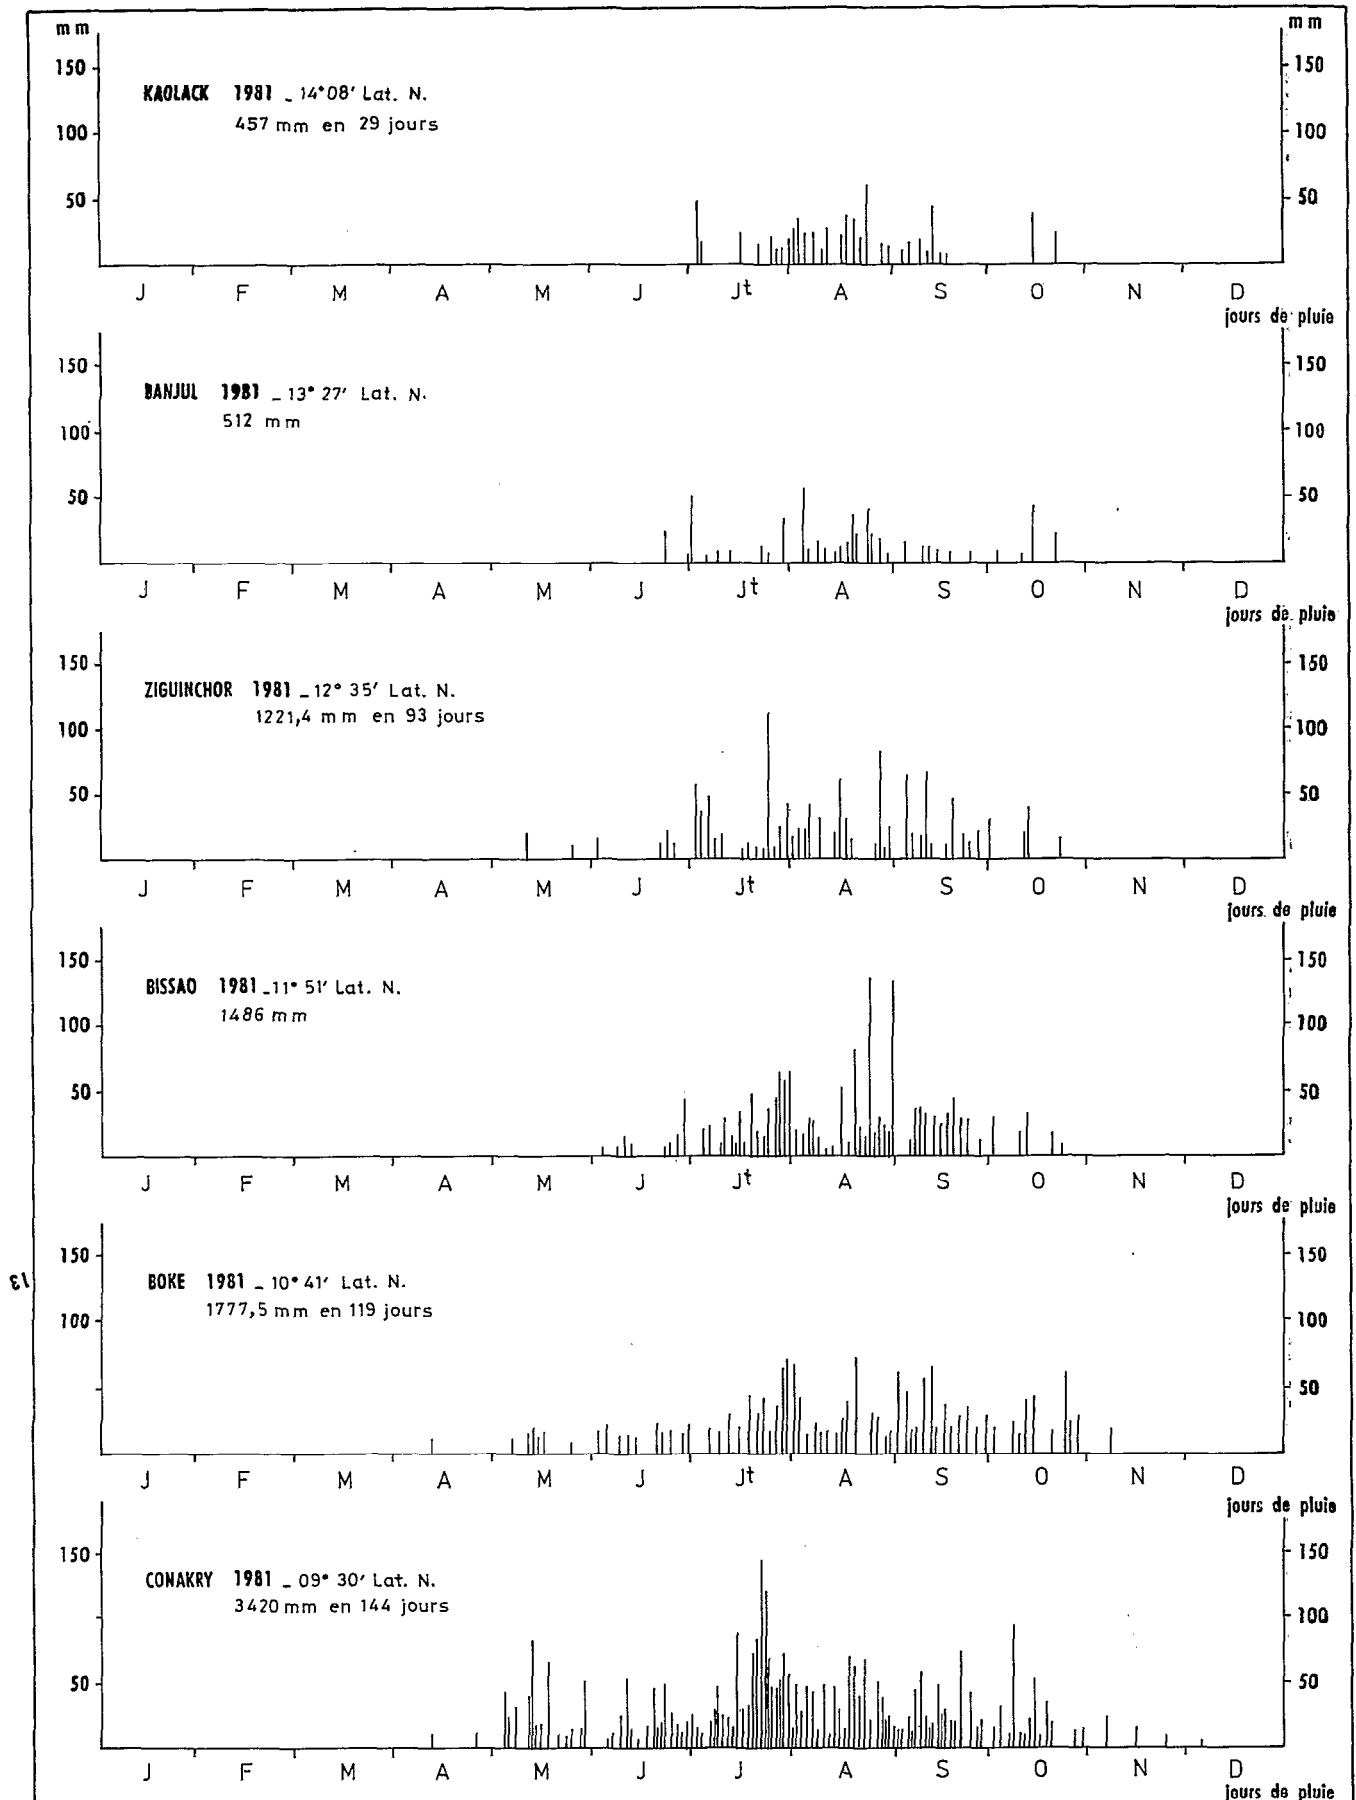 mm mm
150 150
KAOLACK 1981 _ 14°08' Lat. N.
457 mm en 29 jours
100 100
50 50
J F M A M J Jt A S O N D
jours de pluie
150 150
BANJUL 1981 _ 13° 27' Lat. N.
512 mm
100 100
50 50
J F M A M J Jt A S O N D
jours de pluie
150 150
ZIGUINCHOR 1981 _ 12° 35' Lat. N.
1221,4 mm en 93 jours
100 100
50 50
J F M A M J Jt A S O N D
jours de pluie
150 150
BISSAO 1981 _ 11° 51' Lat. N.
1486 mm
100 100
50 50
J F M A M J Jt A S O N D
jours de pluie
150 150
13
BOKE 1981 _ 10° 41' Lat. N.
1777,5 mm en 119 jours
100 100
50
J F M A M J Jt A S O N D
jours de pluie
150 150
CONAKRY 1981 _ 09° 30' Lat. N.
3420 mm en 144 jours
100
50 50
J F M A M J Jt A S O N D
jours de pluie